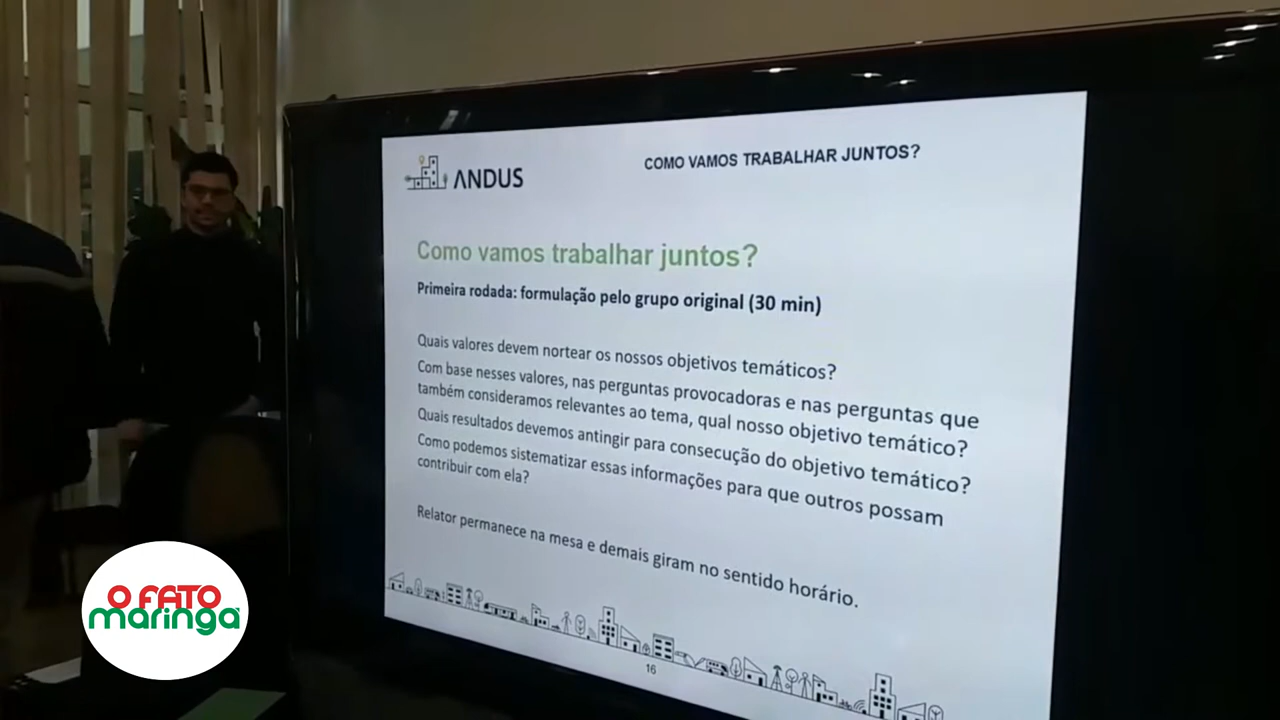 ANDUS
COMO VAMOS TRABALHAR JUNTOS?
Como vamos trabalhar juntos?
Primeira rodada: formulação pelo grupo original (30 min)
Quais valores devem nortear os nossos objetivos temáticos?
Com base nesses valores, nas perguntas provocadoras e nas perguntas que
também consideramos relevantes ao tema, qual nosso objetivo temático?
Quais resultados devemos antingir para consecução do objetivo temático?
Como podemos sistematizar essas informações para que outros possam
contribuir com ela?
Relator permanece na mesa e demais giram no sentido horário.
16
O FATO
maringa